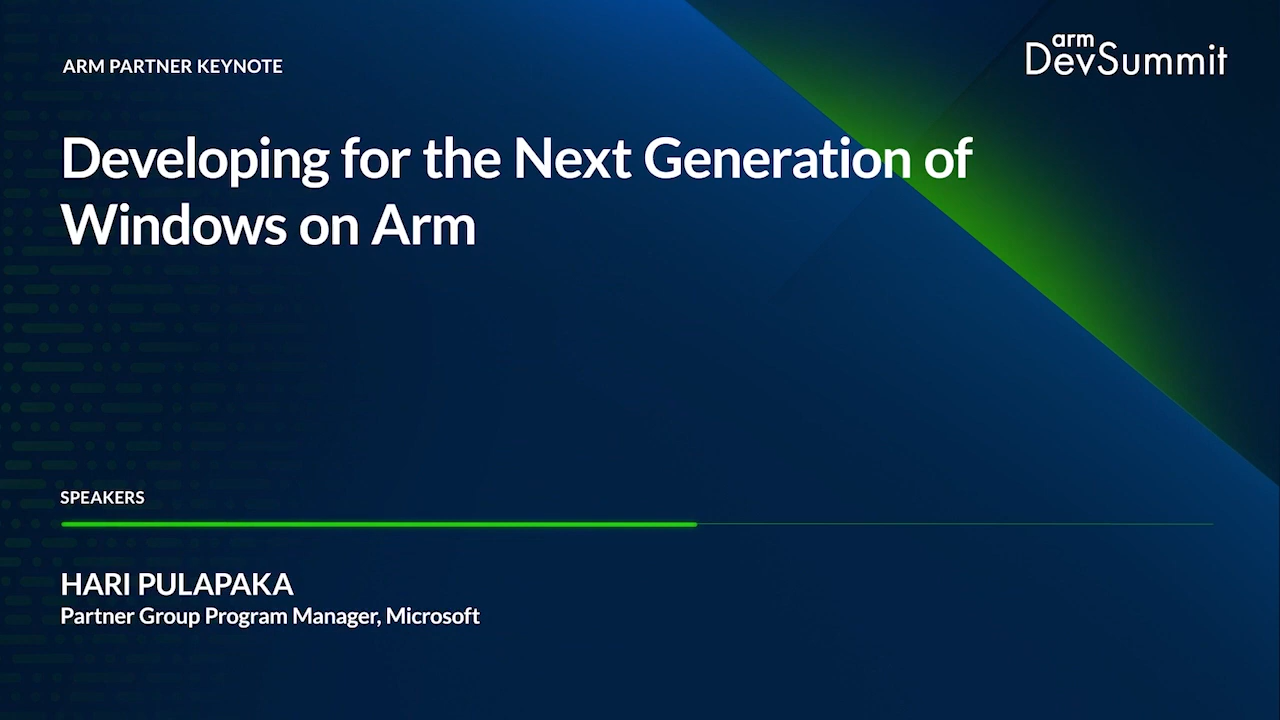 ARM PARTNER KEYNOTE
arm
DevSummit
Developing for the Next Generation of
Windows on Arm
SPEAKERS
HARI PULAPAKA
Partner Group Program Manager, Microsoft